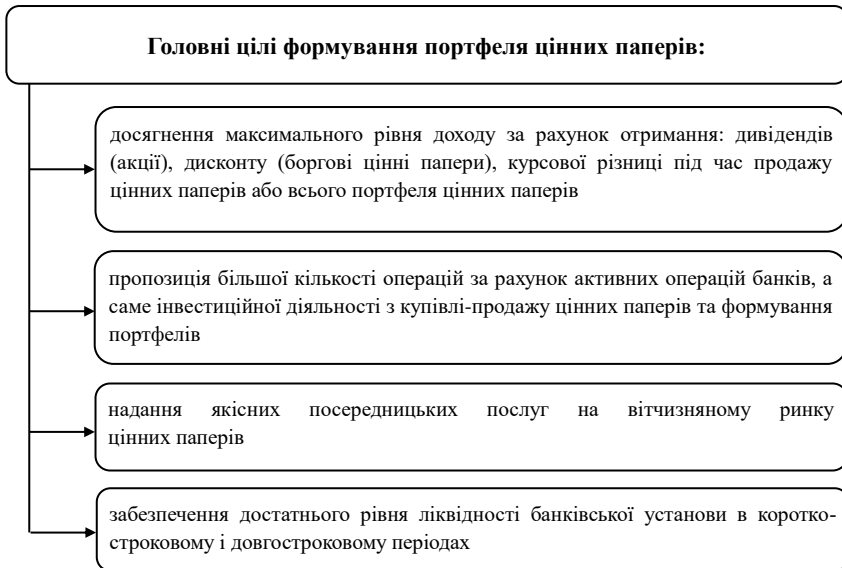 Головні цілі формування портфеля цінних паперів:
досягнення максимального рівня доходу за рахунок отримання: дивідендів
(акції), дисконту (боргові цінні папери), курсової різниці під час продажу
цінних паперів або всього портфеля цінних паперів
пропозиція більшої кількості операцій за рахунок активних операцій банків, а
саме інвестиційної діяльності з купівлі-продажу цінних паперів та формування
портфелів
надання якісних посередницьких послуг на вітчизняному ринку
цінних паперів
забезпечення достатнього рівня ліквідності банківської установи в коротко-
строковому і довгостроковому періодах